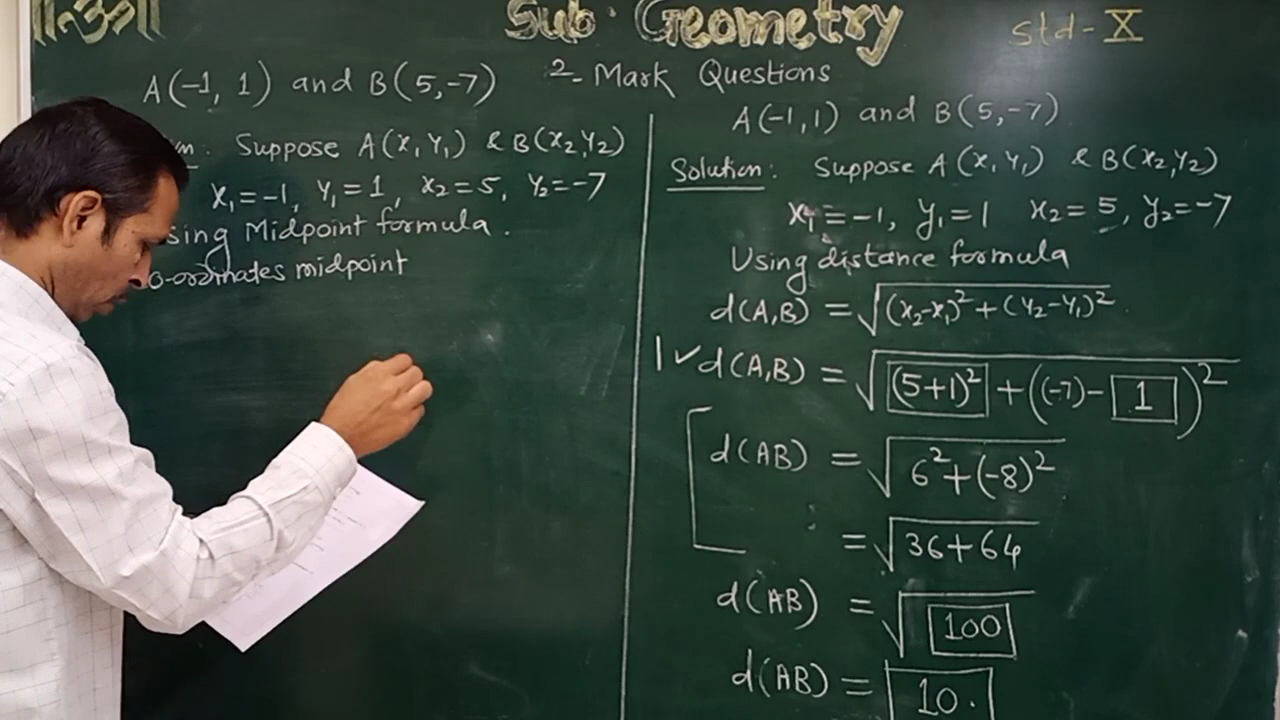 Sub. Geometry
Std - X
2- Mark Questions
A(-1, 1) and B(5,-7)
Suppose A(x,y₁) & B(x₂,y₂)
x₁=-1, y₁=1, x₂=5, y₂=-7
Midpoint formula.
midpoint
A(-1,1) and B(5,-7)
Solution: Suppose A(x,y₁) & B(x₂,y₂)
x₁=-1, y₁=1 x₂=5, y₂=-7
Using distance formula
d(A,B) = √(x₂-x₁)²+(y₂-y₁)²
1 ✓ d(A,B) = √(5+1)²+((-7)-1)²
d(AB) = √6²+(-8)²
= √36+64
d(AB) = √100
d(AB) = 10.